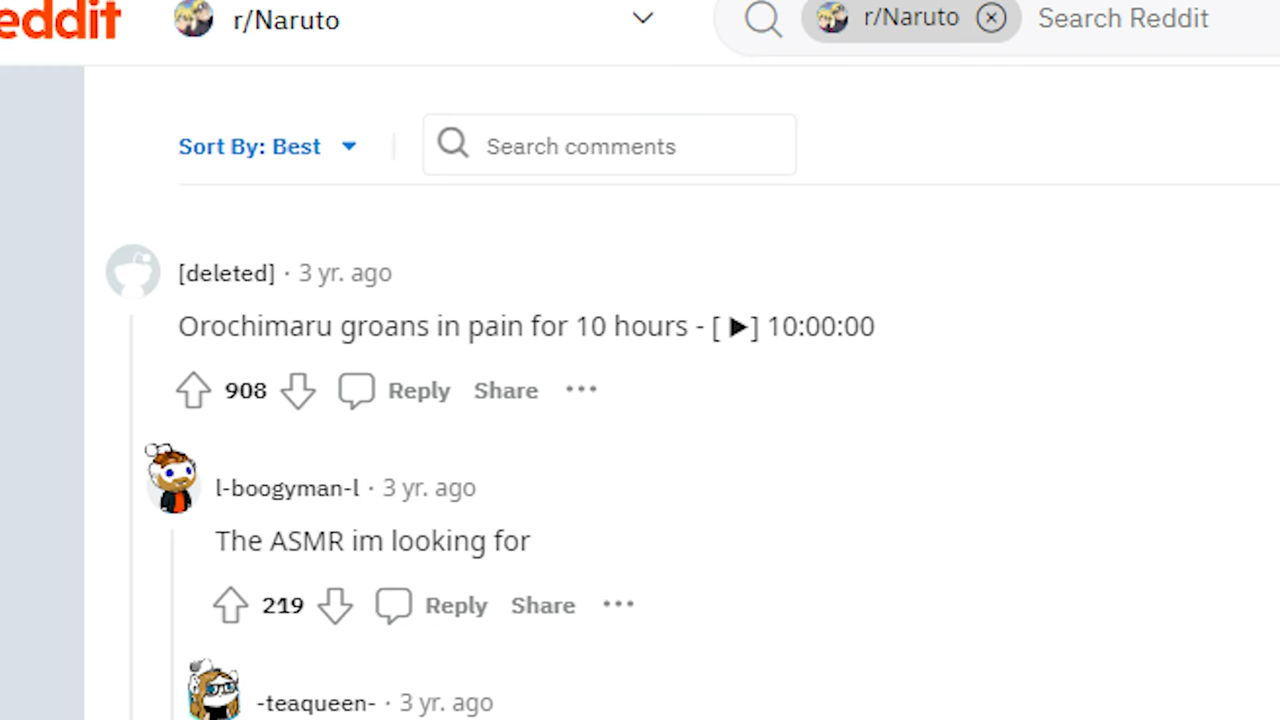 eddit r/Naruto r/Naruto Search Reddit
Sort By: Best Search comments
[deleted] · 3 yr. ago
Orochimaru groans in pain for 10 hours - [ ▶] 10:00:00
908 Reply Share ···
l-boogyman-l · 3 yr. ago
The ASMR im looking for
219 Reply Share ···
-teaqueen- · 3 yr. ago